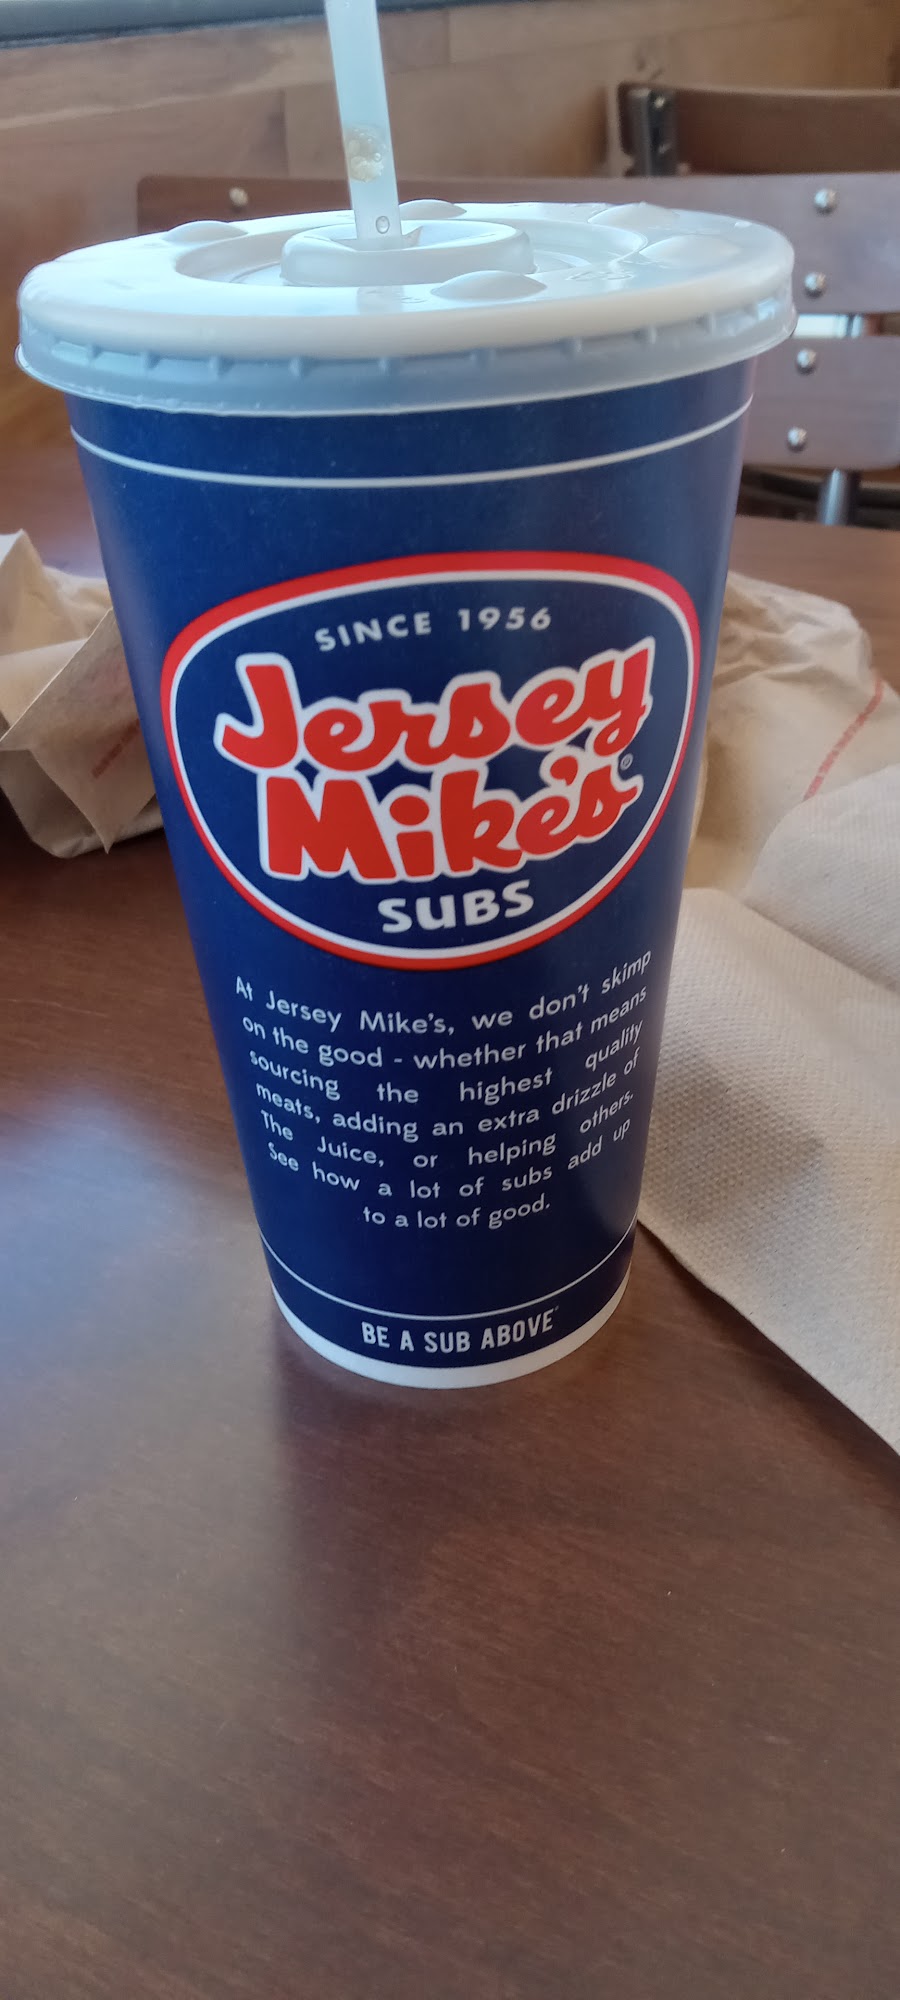 SINCE 1956
Jersey
Mike's®
SUBS
At Jersey Mike's, we don't skimp
on the good - whether that means
sourcing the highest quality
meats, adding an extra drizzle of
The Juice, or helping others.
See how a lot of subs add up
to a lot of good.
BE A SUB ABOVE